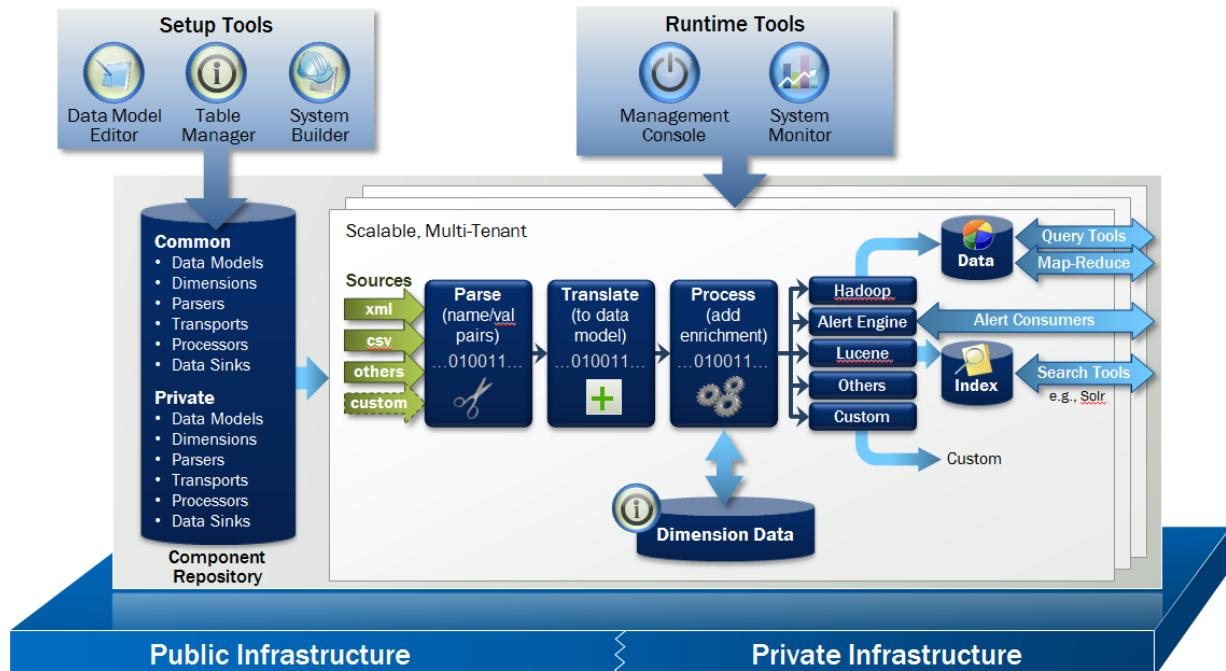 Setup Tools
Data Model
Editor
Table
Manager
System
Builder
Runtime Tools
Management
Console
System
Monitor
Common
• Data Models
• Dimensions
• Parsers
• Transports
• Processors
• Data Sinks
Private
• Data Models
• Dimensions
• Parsers
• Transports
• Processors
• Data Sinks
Component
Repository
Scalable, Multi-Tenant
Sources
xml
csv
others
custom
Parse
(name/val
pairs)
...010011...
Translate
(to data
model)
...010011...
Process
(add
enrichment)
...010011...
Hadoop
Alert Engine
Lucene
Others
Custom
Data
Query Tools
Map-Reduce
Alert Consumers
Index
Search Tools
e.g., Solr
Custom
Dimension Data
Public Infrastructure
Private Infrastructure